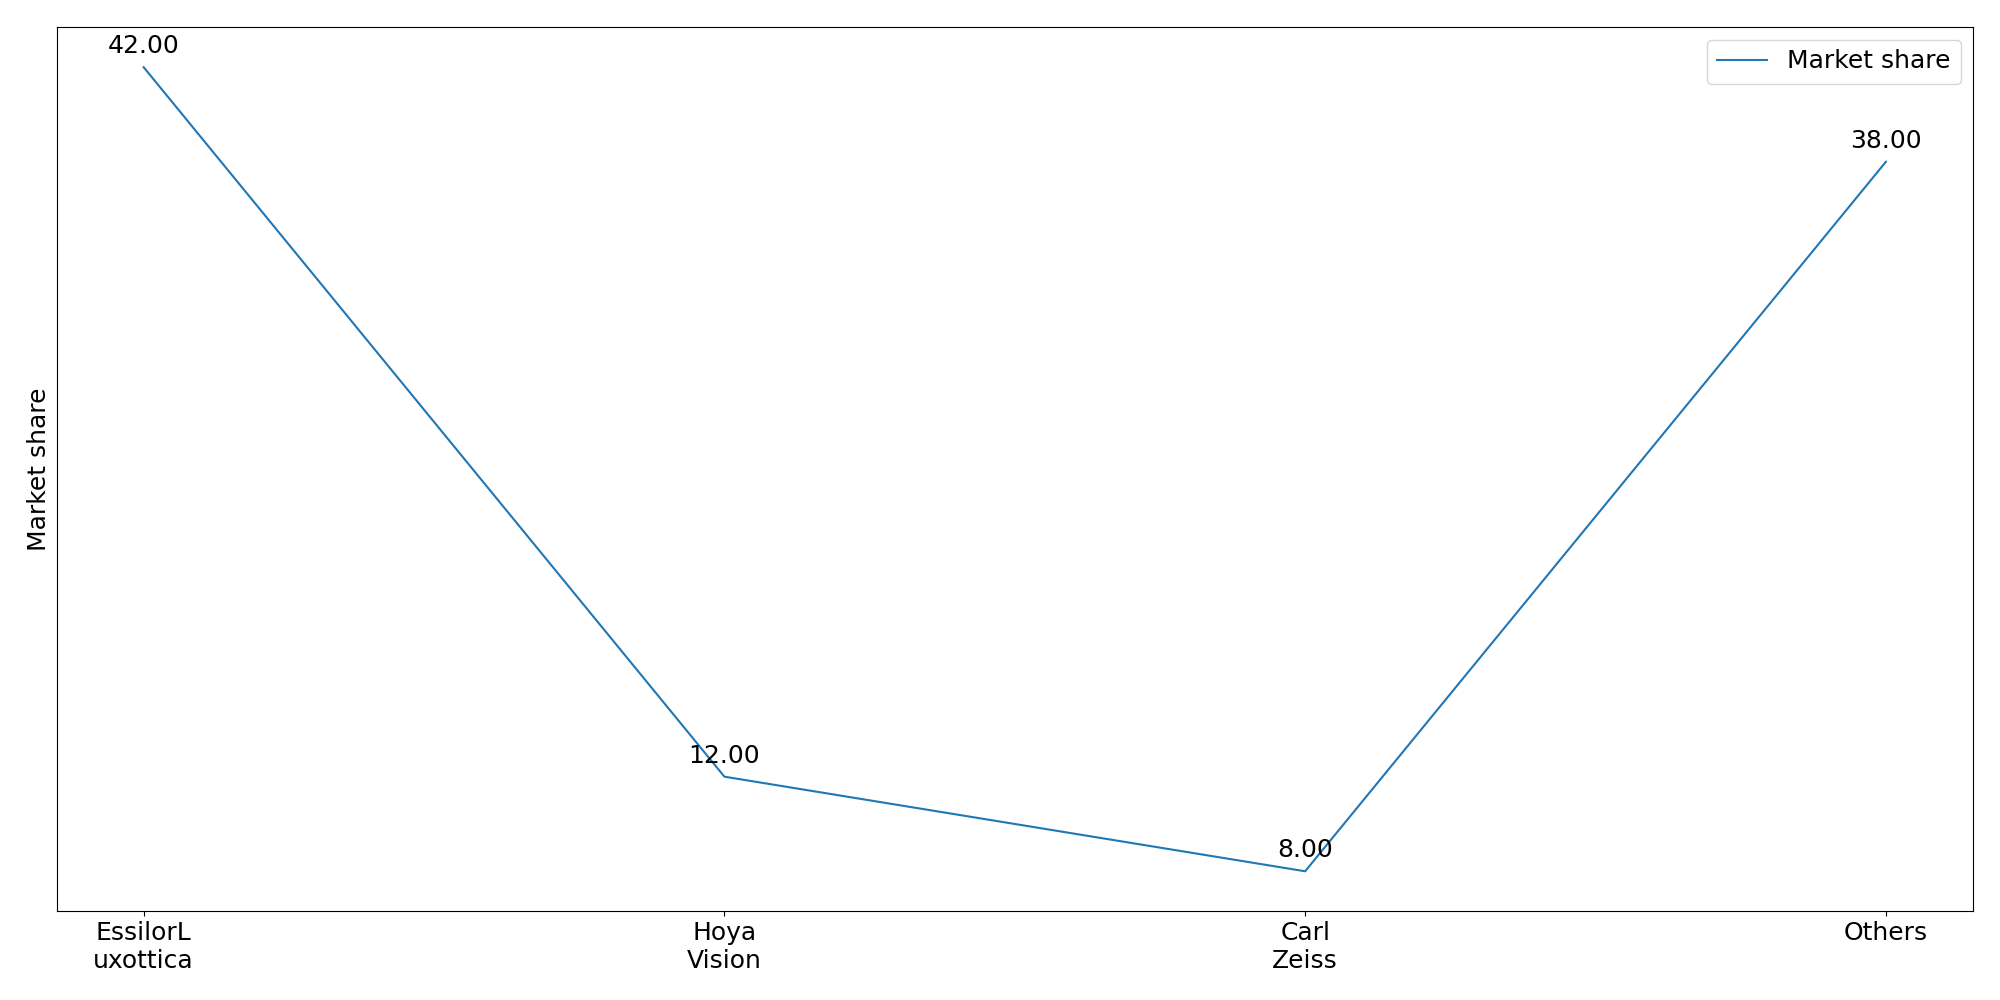 42.00
Market share
38.00
12.00
8.00
Market share
EssilorL
uxottica
Hoya
Vision
Carl
Zeiss
Others